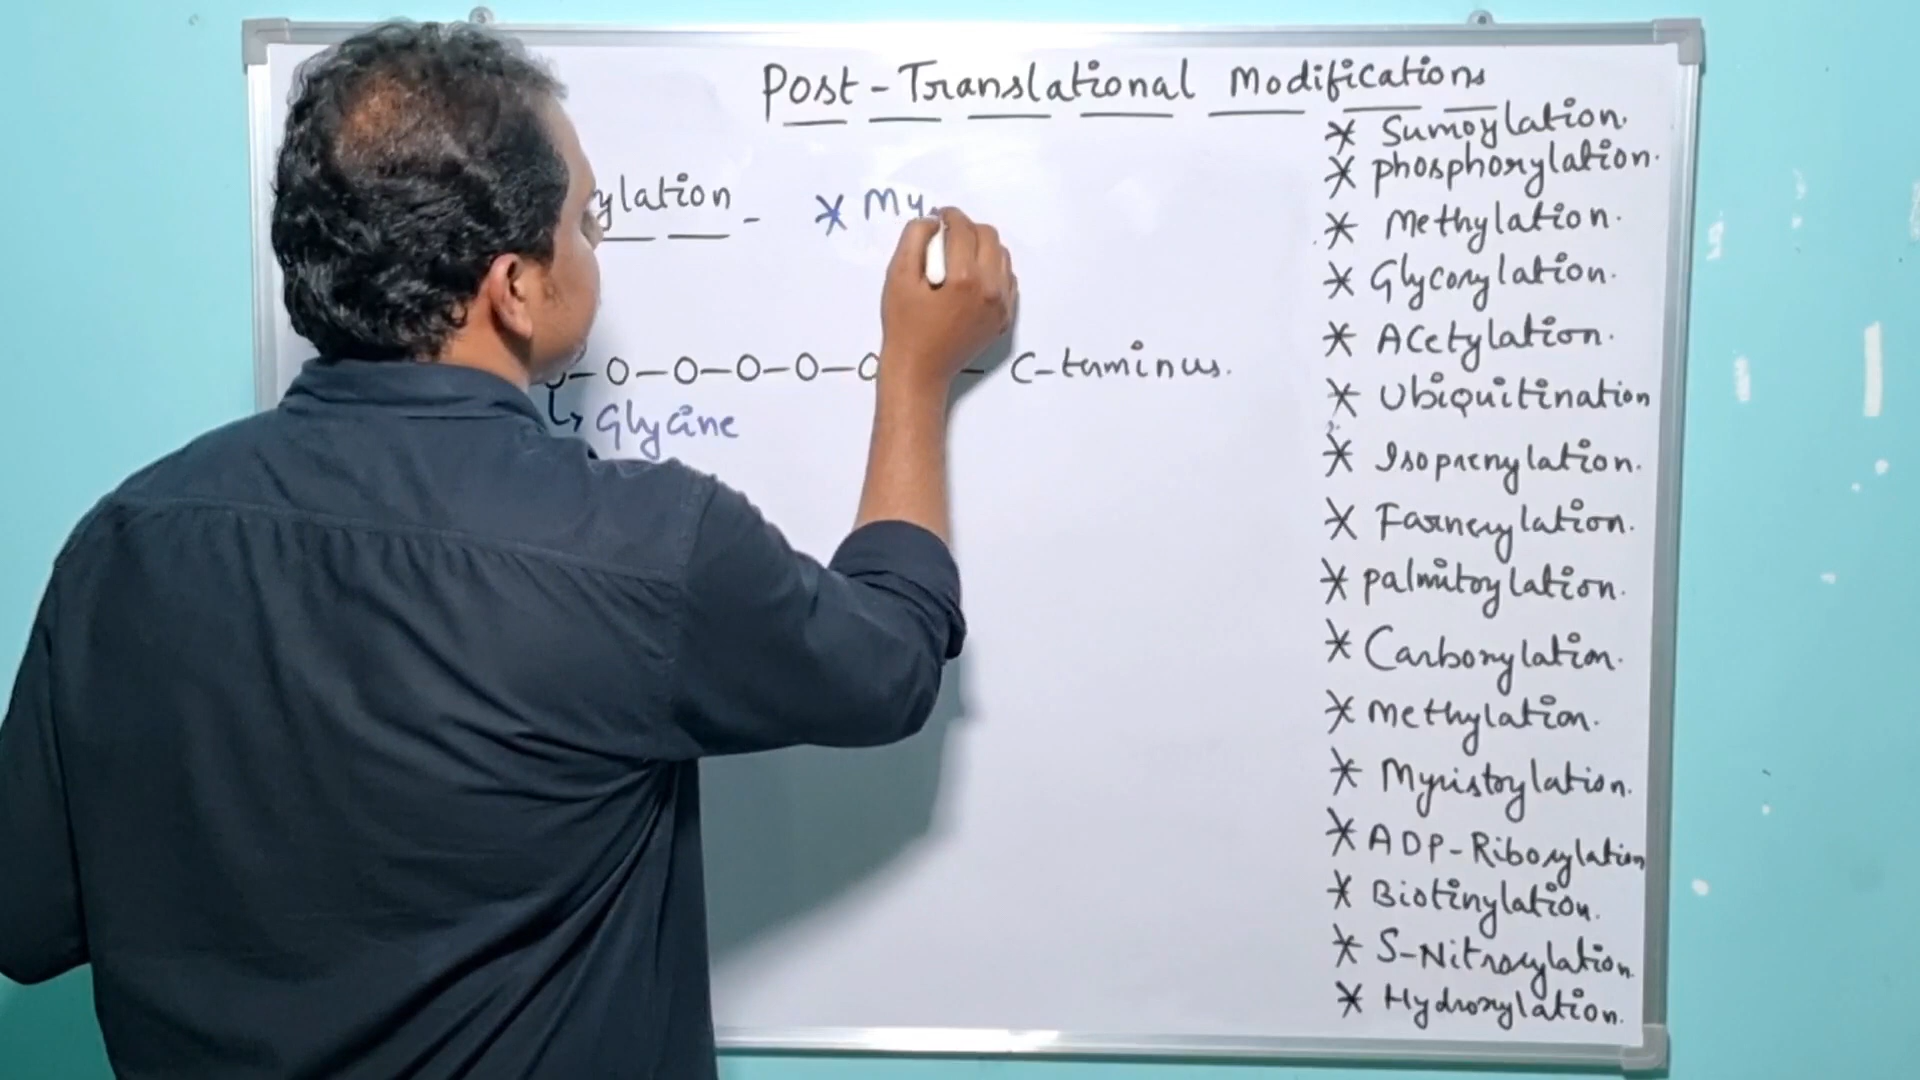 Post-Translational Modifications
* Sumoylation.
* phosphorylation.
* Methylation.
* Glycosylation.
* Acetylation.
* Ubiquitination
* Isoprenylation.
* Farnesylation.
* palmitoylation.
* Carboxylation.
* Methylation.
* Myristoylation.
* ADP-Ribosylation
* Biotinylation.
* S-Nitrosylation.
* Hydroxylation.
ylation - * My
O-O-O-O-O - C-terminus.
Glycine